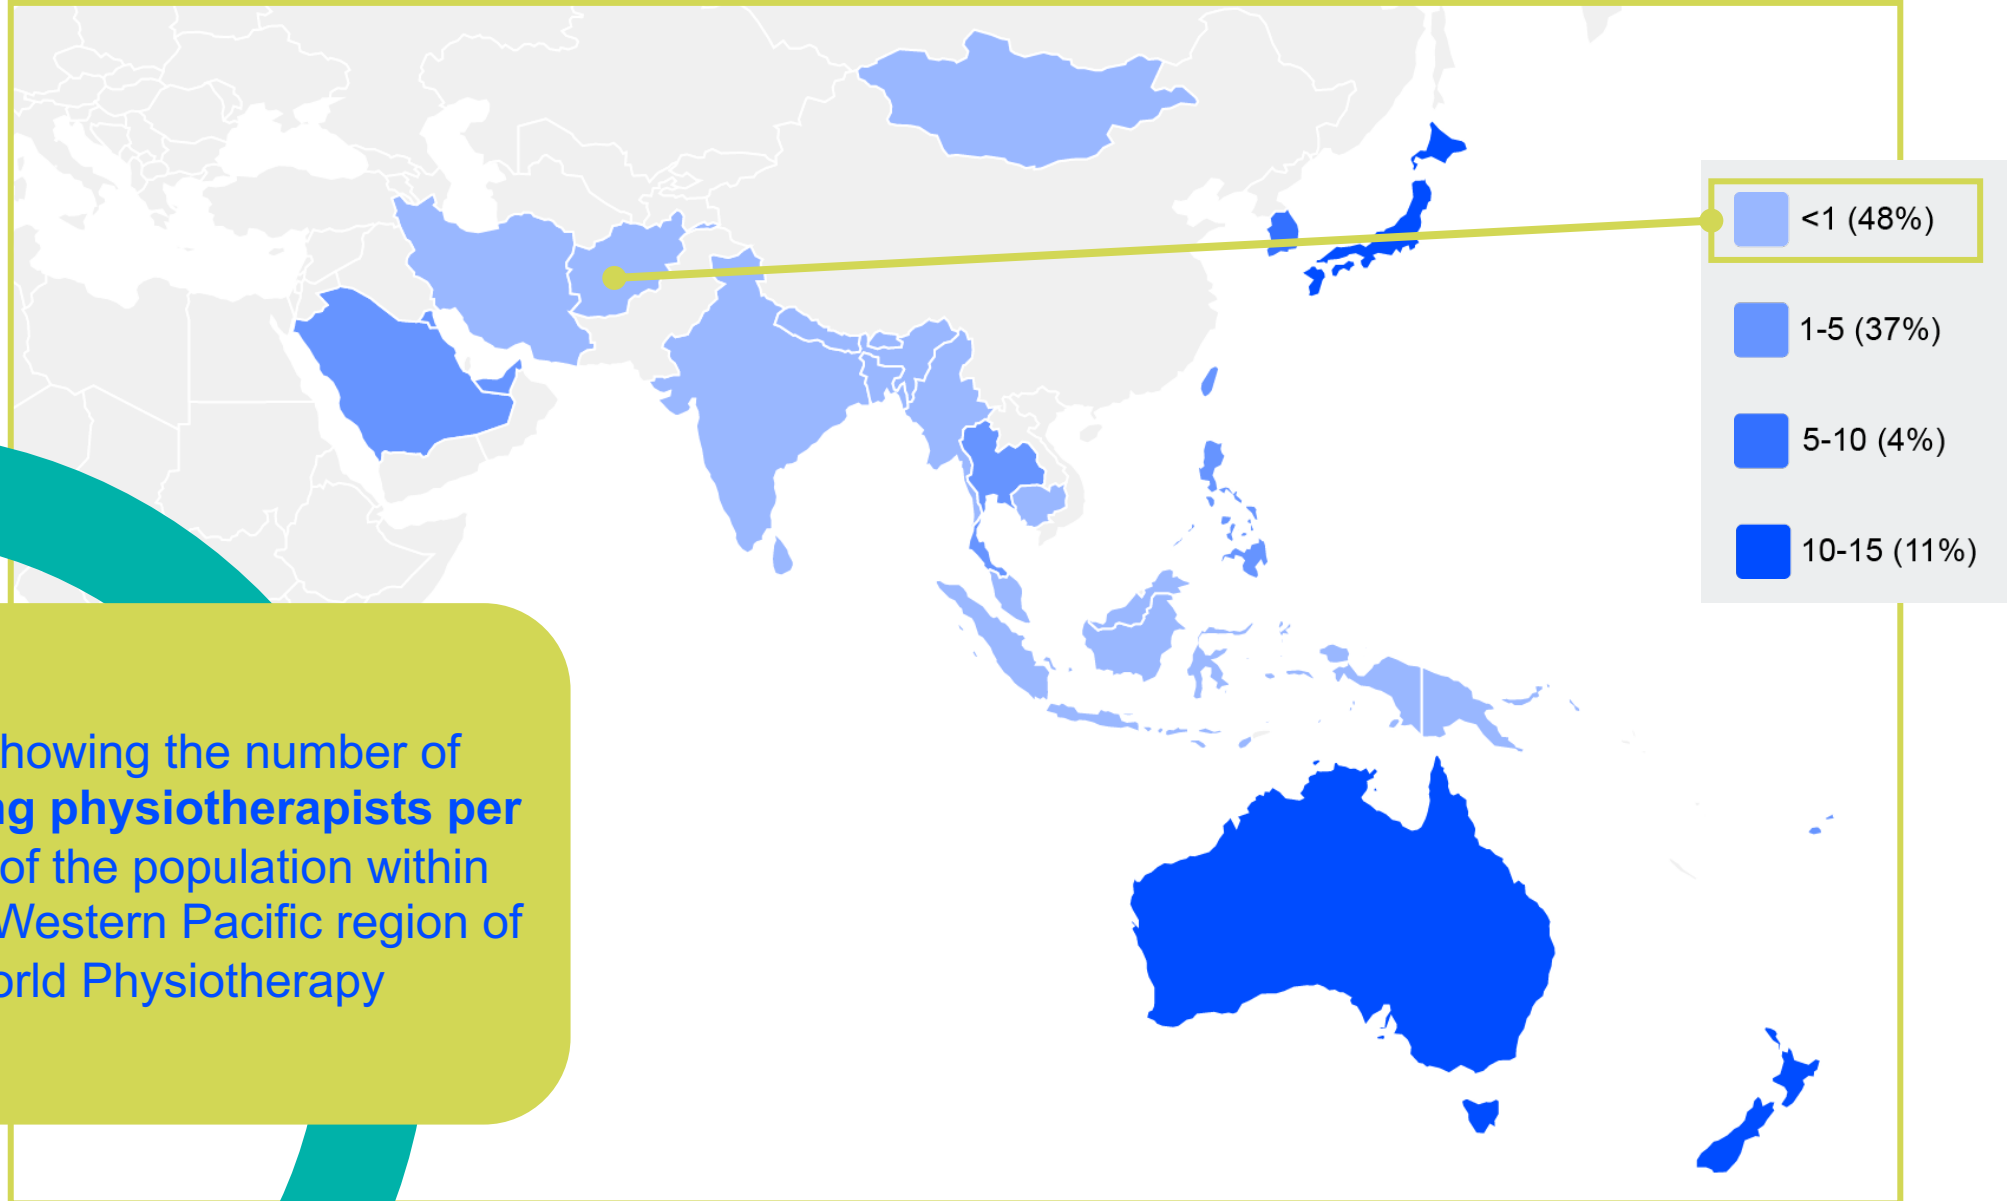 howing the number of
physiotherapists per
of the population within
Western Pacific region of
Physiotherapy
<1 (48%)
1-5 (37%)
5-10 (4%)
10-15 (11%)